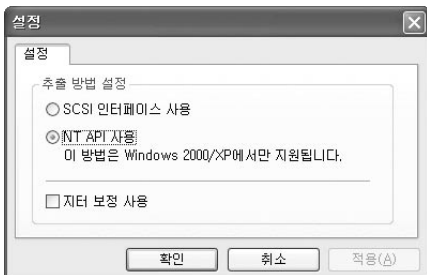 설정
설정
추출 방법 설정
SCSI 인터페이스 사용
NT API 사용
이 방법은 Windows 2000/XP에서만 지원됩니다.
지터 보정 사용
확인 취소 적용(A)